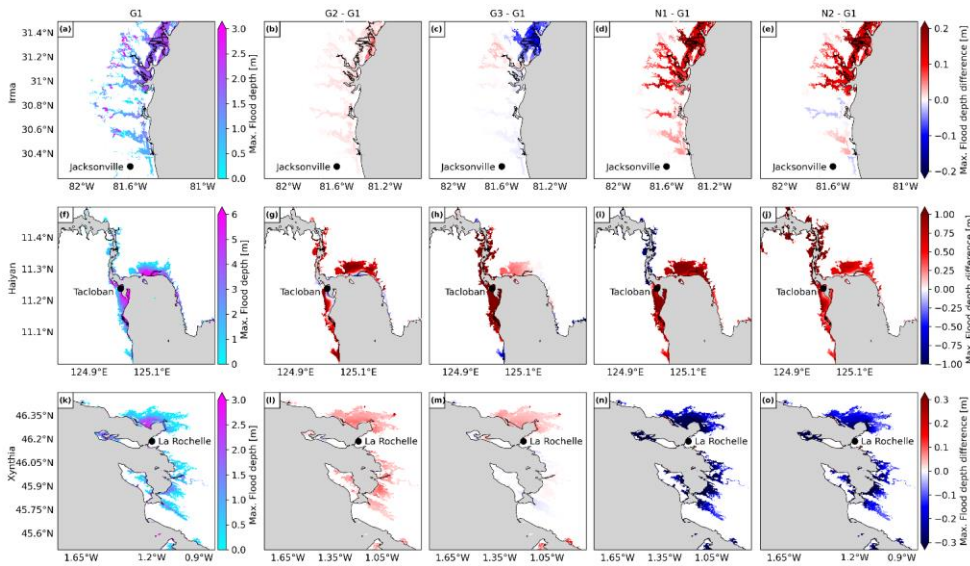 G1 G2 - G1 G3 - G1 N1 - G1 N2 - G1
(a) (b) (c) (d) (e)
Irma
31.4°N
31.2°N
31.0°N
30.8°N
30.6°N
30.4°N
Jacksonville Jacksonville Jacksonville Jacksonville Jacksonville
82°W 81.6°W 81°W 81.6°W 81.2°W 82°W 81.6°W 81.2°W 82°W 81.6°W 81.2°W 81.6°W 81°W
3.0
2.5
2.0
1.5
1.0
0.5
0.0
Max. Flood depth [m]
0.2
0.1
0.0
−0.1
−0.2
Max. Flood depth difference [m]
(f) (g) (h) (i) (j)
Haiyan
11.4°N
11.3°N
11.2°N
11.1°N
Tacloban Tacloban Tacloban Tacloban Tacloban
124.9°E 125.1°E 124.9°E 125.1°E 124.9°E 125.1°E 124.9°E 125.1°E 124.9°E 125.1°E
6
5
4
3
2
1
0
Max. Flood depth [m]
1.00
0.75
0.50
0.25
0.00
−0.25
−0.50
−0.75
−1.00
Max. Flood depth difference [m]
(k) (l) (m) (n) (o)
Xynthia
46.35°N
46.2°N
46.05°N
45.9°N
45.75°N
45.6°N
La Rochelle La Rochelle La Rochelle La Rochelle La Rochelle
1.65°W 1.2°W 0.9°W 1.65°W 1.35°W 1.05°W 1.65°W 1.35°W 1.05°W 1.65°W 1.35°W 1.05°W 1.65°W 1.2°W 0.9°W
3.0
2.5
2.0
1.5
1.0
0.5
0.0
Max. Flood depth [m]
0.3
0.2
0.1
0.0
−0.1
−0.2
−0.3
Max. Flood depth difference [m]